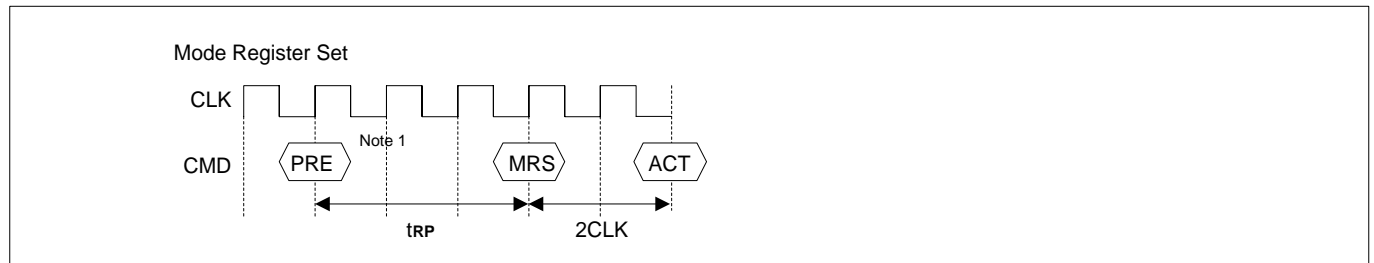 Mode Register Set
CLK
Note 1
CMD PRE MRS ACT
tRP 2CLK